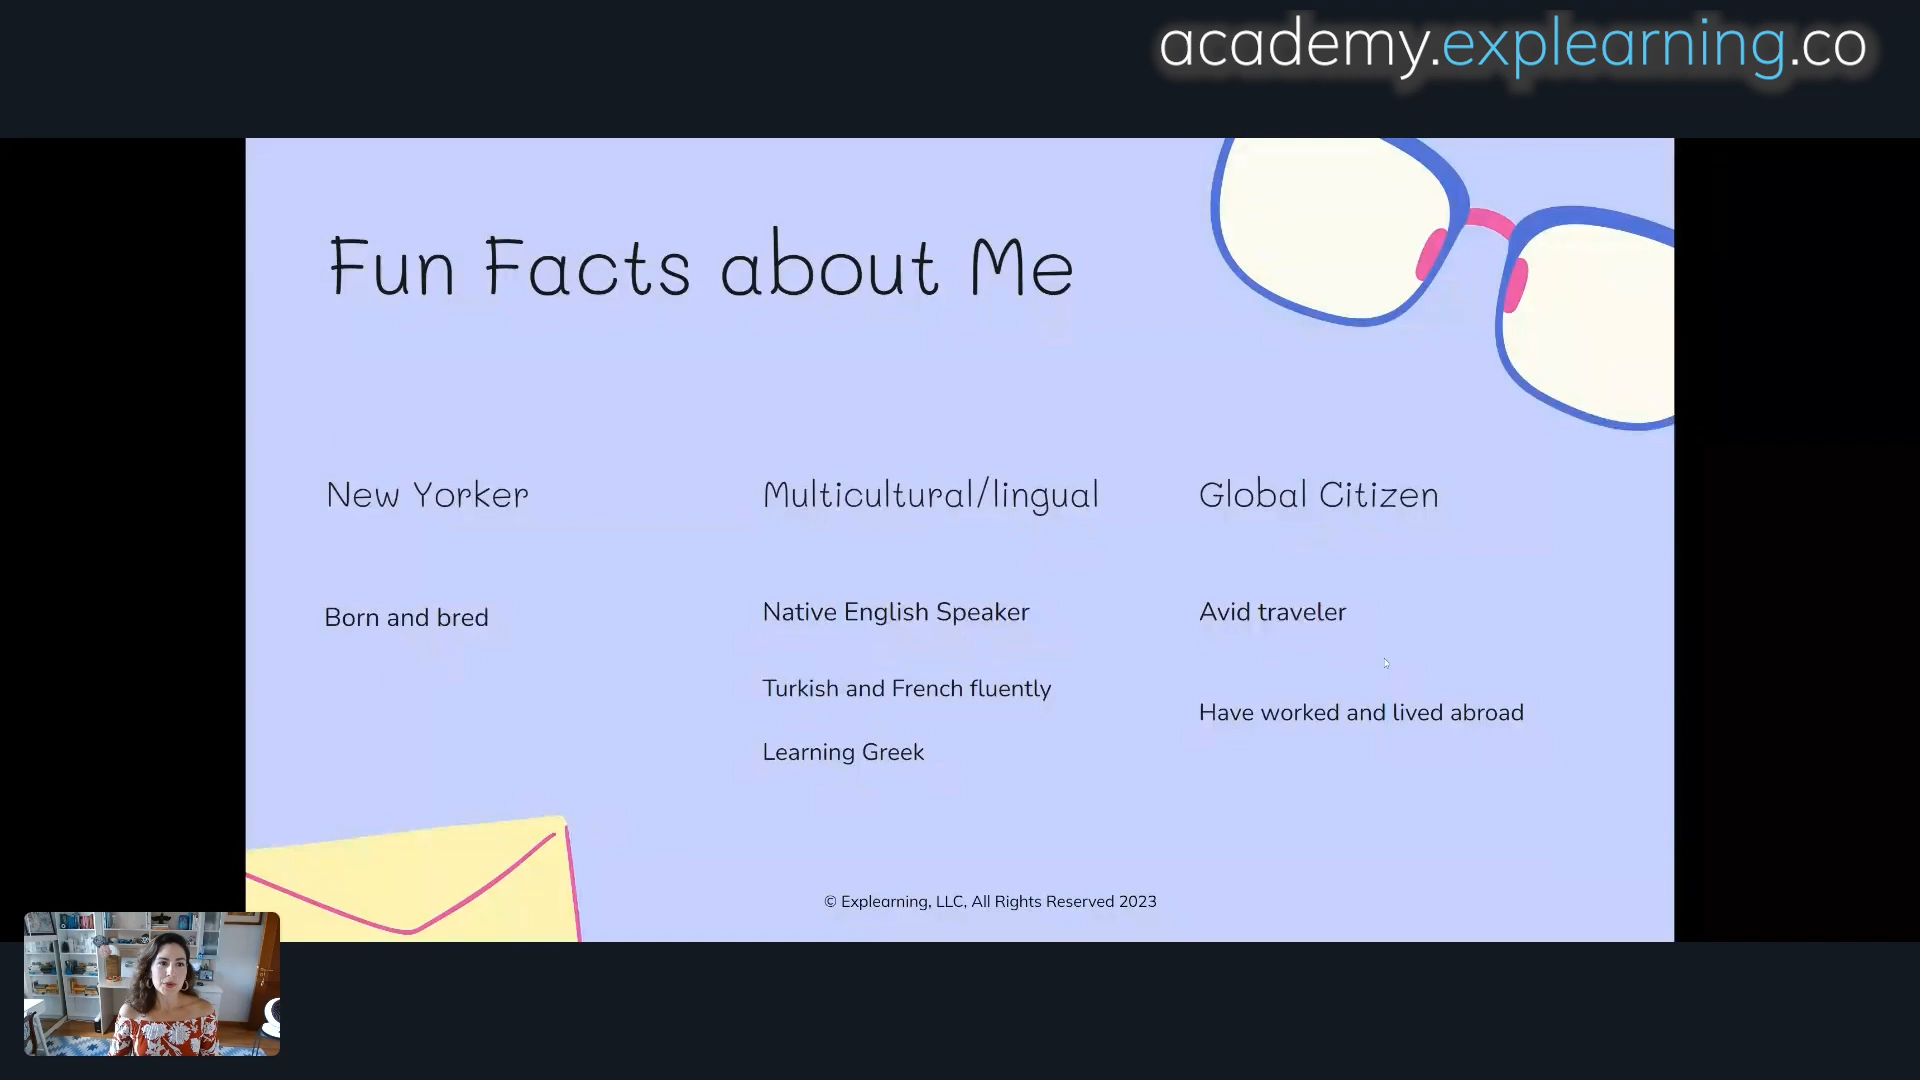 academy.explearning.co
Fun Facts about Me
New Yorker
Born and bred
Multicultural/lingual
Native English Speaker
Turkish and French fluently
Learning Greek
Global Citizen
Avid traveler
Have worked and lived abroad
© Explearning, LLC, All Rights Reserved 2023